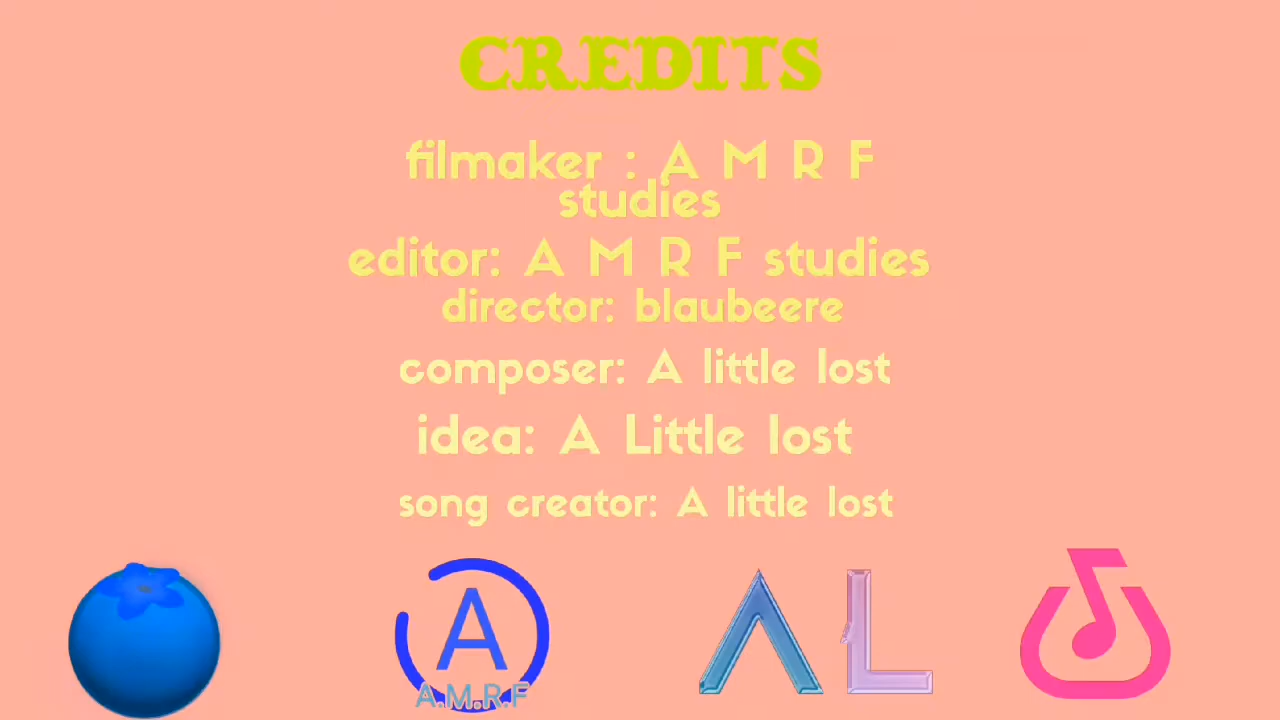 CREDITS
filmaker : A M R F
studies
editor: A M R F studies
director: blaubeere
composer: A little lost
idea: A Little lost
song creator: A little lost
A
A.M.R.F
AL